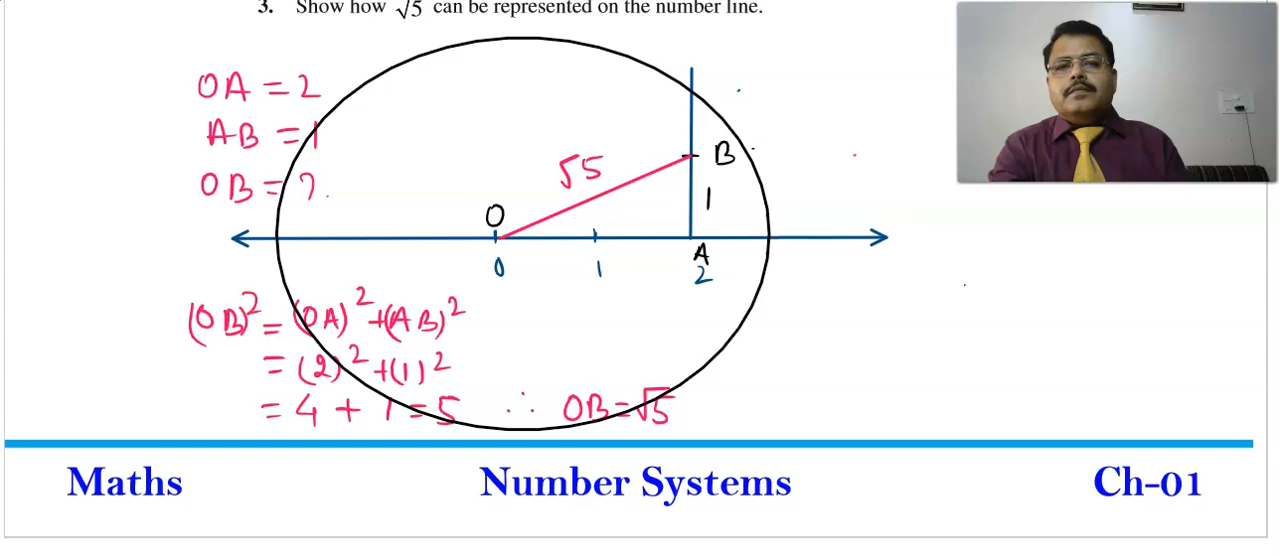 3. Show how √5 can be represented on the number line.
OA = 2
AB = 1
OB = ?
√5
B
1
O
A
0 1 2
(OB)² = (OA)² + (AB)²
= (2)² + (1)²
= 4 + 1 = 5 ∴ OB = √5
Maths Number Systems Ch-01